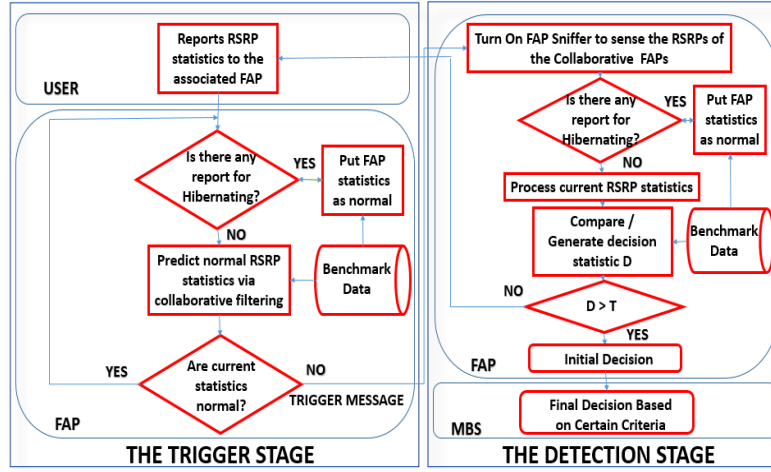 Reports RSRP
statistics to the
associated FAP
USER
Is there any
report for
Hibernating?
YES
Put FAP
statistics
as normal
NO
Predict normal RSRP
statistics via
collaborative filtering
Benchmark
Data
YES
Are current
statistics
normal?
NO
TRIGGER MESSAGE
FAP
THE TRIGGER STAGE
Turn On FAP Sniffer to sense the RSRPs of
the Collaborative FAPs
Is there any
report for
Hibernating?
YES
Put FAP
statistics
as normal
NO
Process current RSRP statistics
Compare /
Generate decision
statistic D
Benchmark
Data
NO
D > T
YES
Initial Decision
FAP
Final Decision Based
on Certain Criteria
MBS
THE DETECTION STAGE